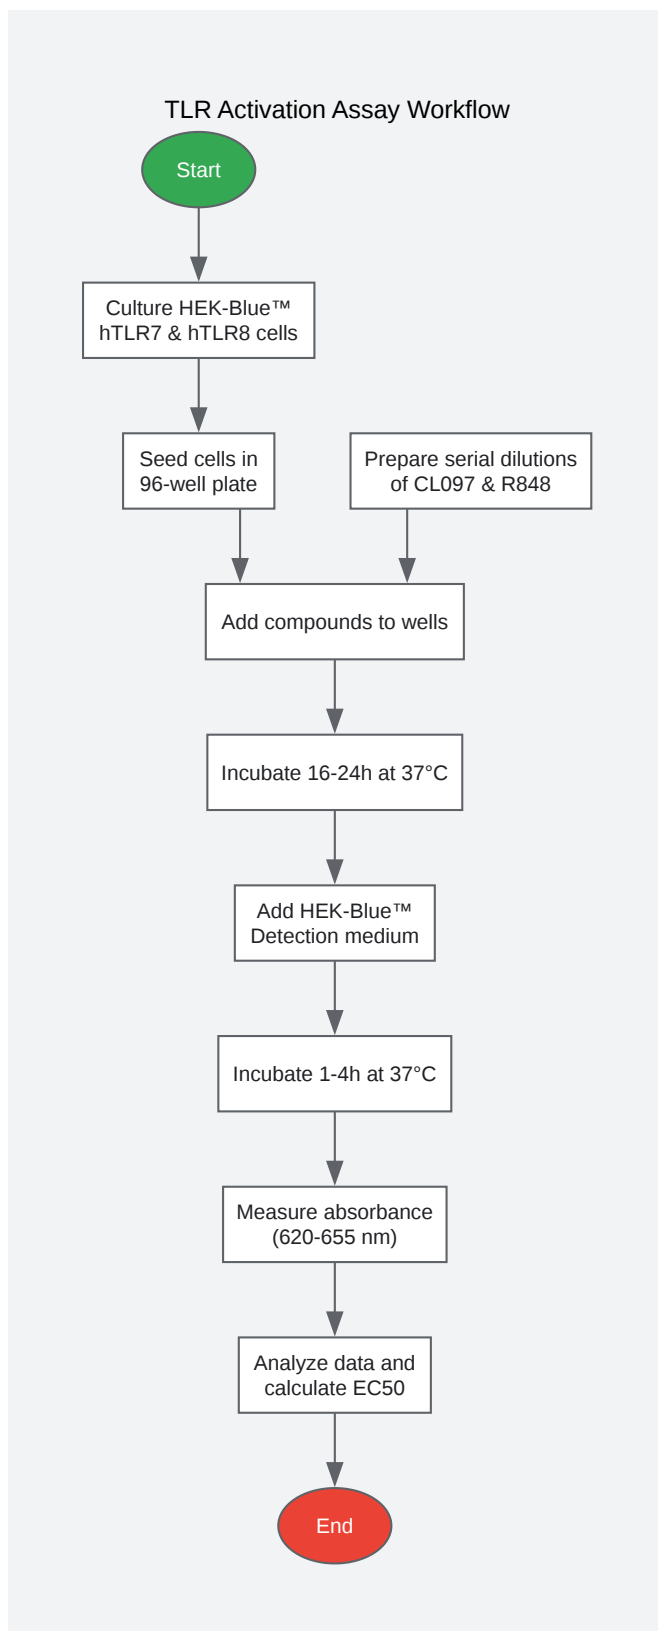 TLR Activation Assay Workflow
Start
Culture HEK-Blue™
hTLR7 & hTLR8 cells
Seed cells in
96-well plate
Prepare serial dilutions
of CL097 & R848
Add compounds to wells
Incubate 16-24h at 37°C
Add HEK-Blue™
Detection medium
Incubate 1-4h at 37°C
Measure absorbance
(620-655 nm)
Analyze data and
calculate EC50
End